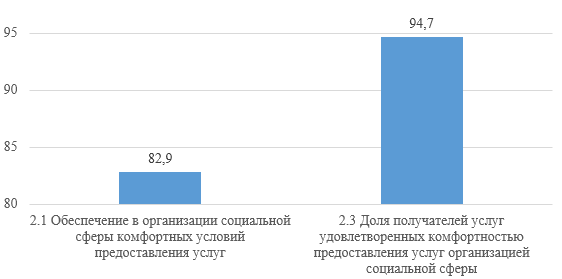 94,7
95
90
85
82,9
80
2.1 Обеспечение в организации социальной
сферы комфортных условий
предоставления услуг
2.3 Доля получателей услуг
удовлетворенных комфортностью
предоставления услуг организацией
социальной сферы